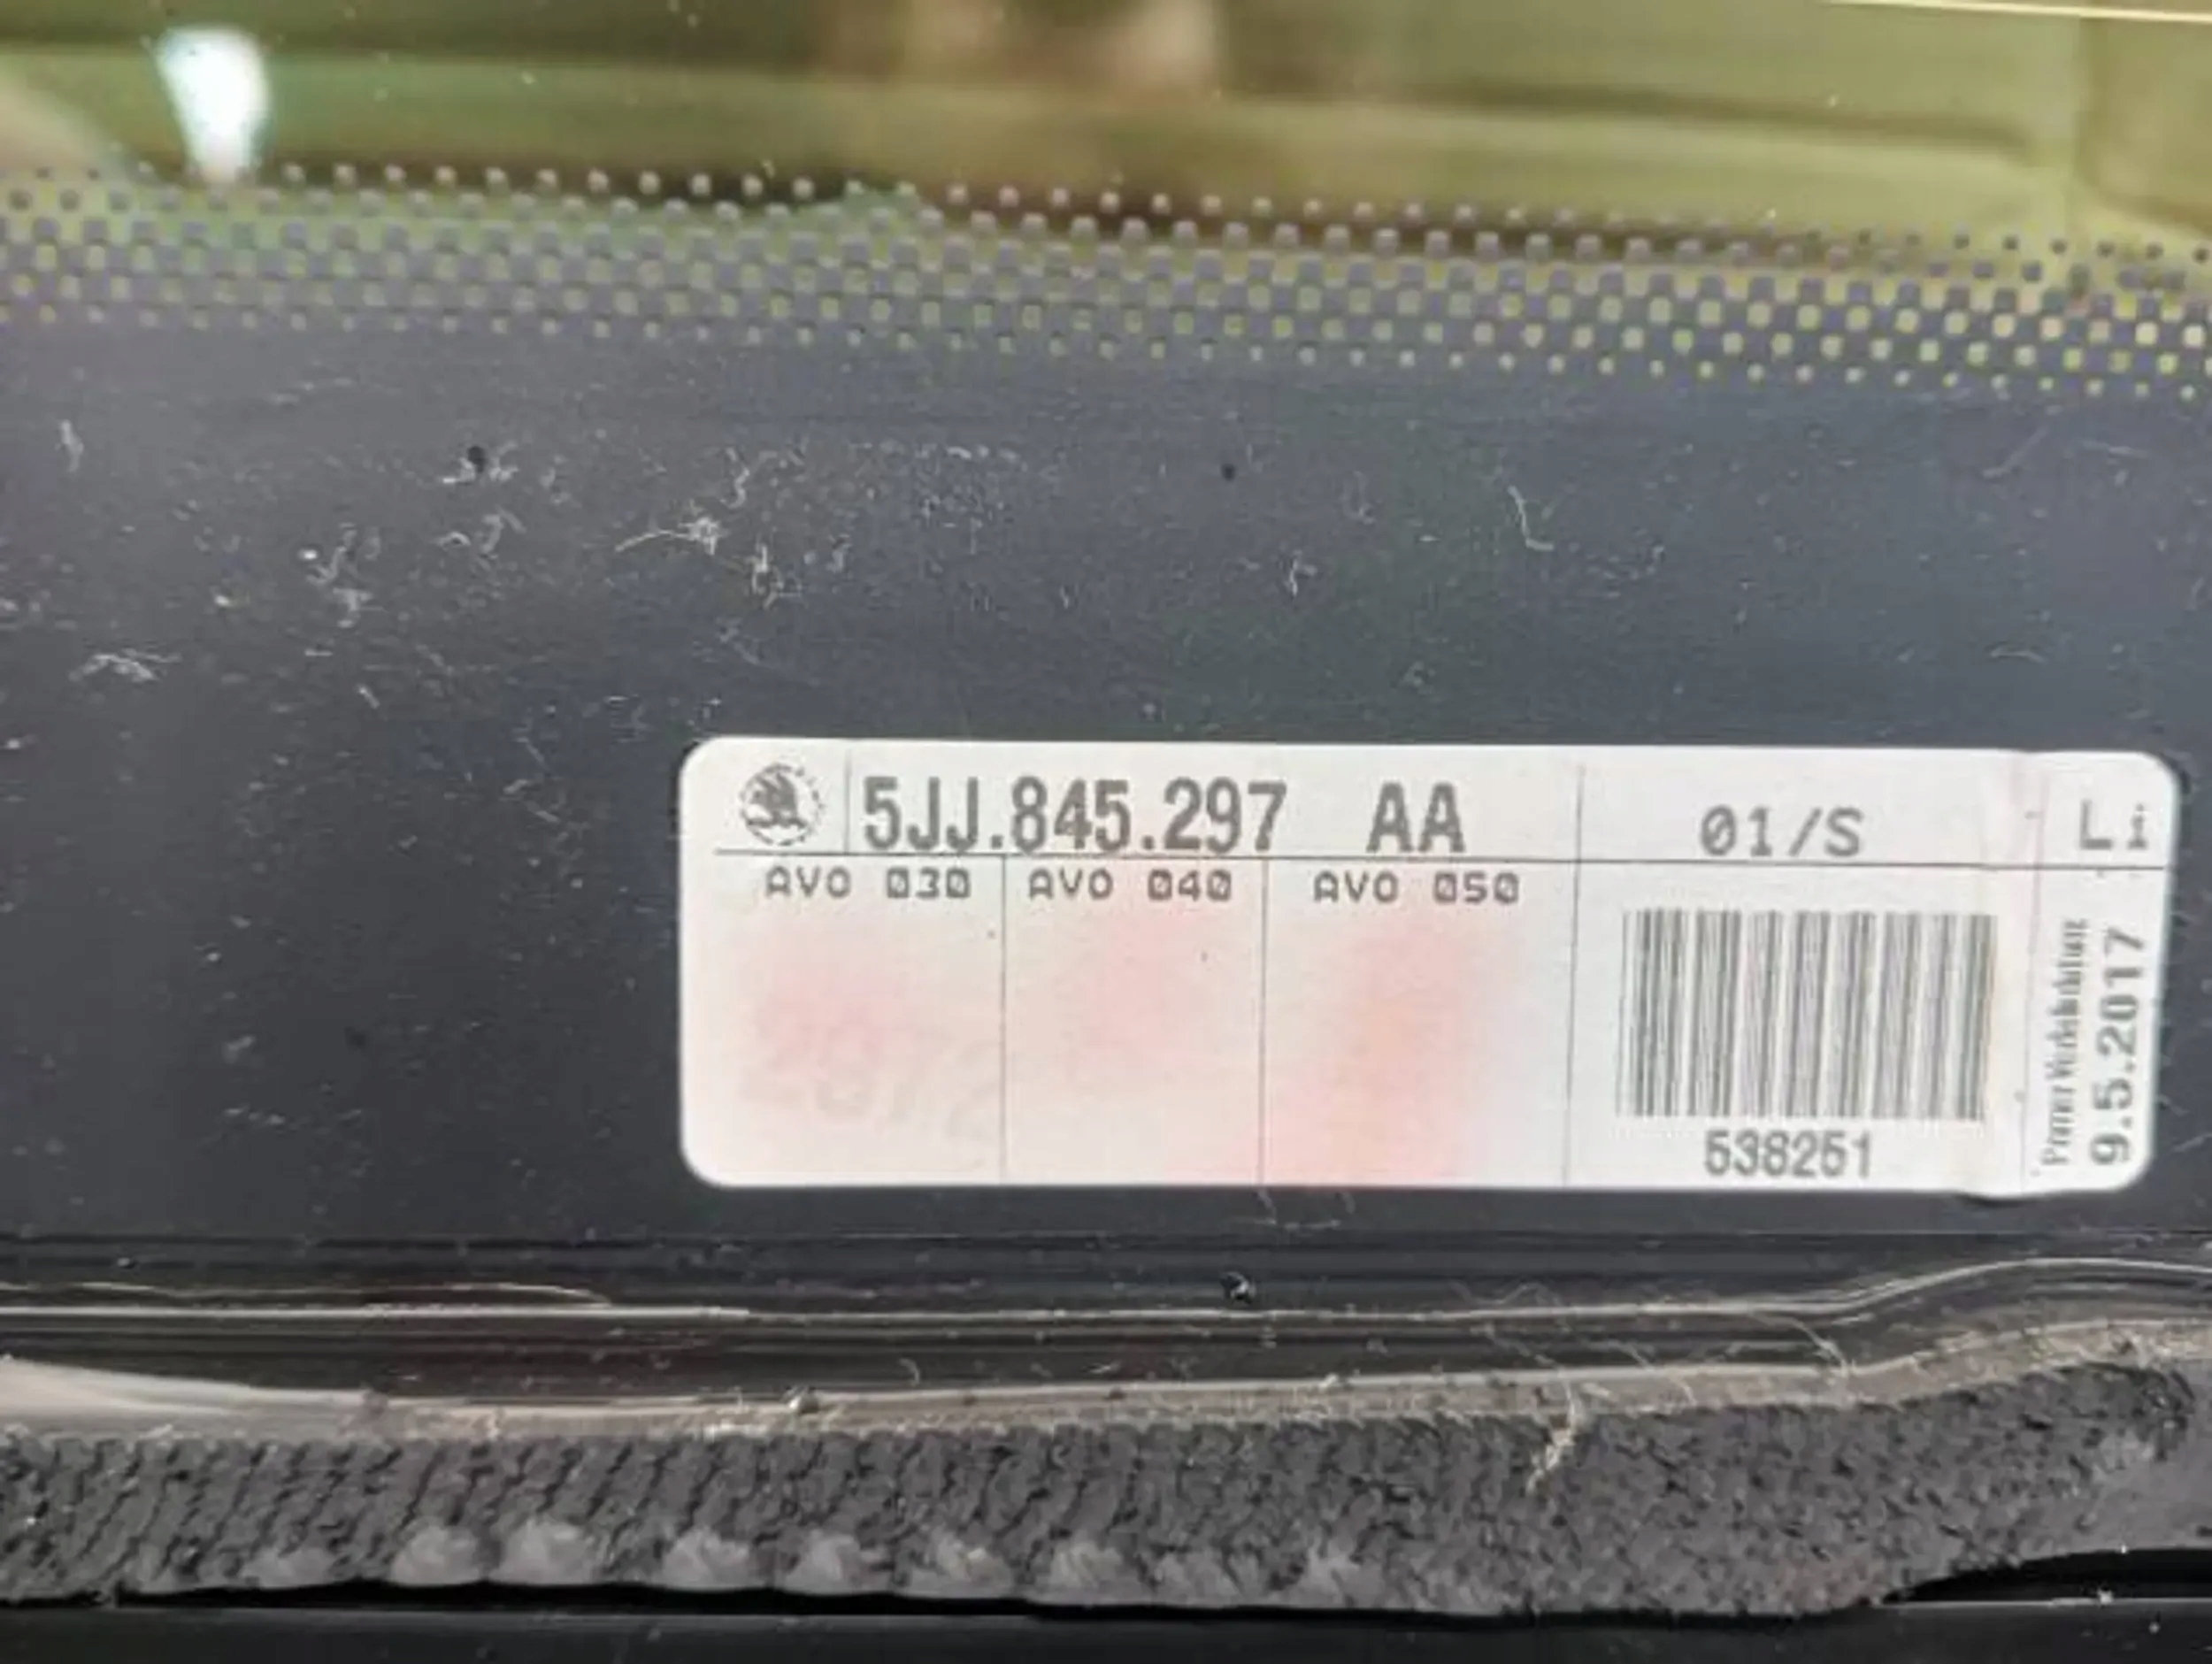 5JJ.845.297 AA 01/S Li
AVO 030 AVO 040 AVO 050
538251
9.5.2017